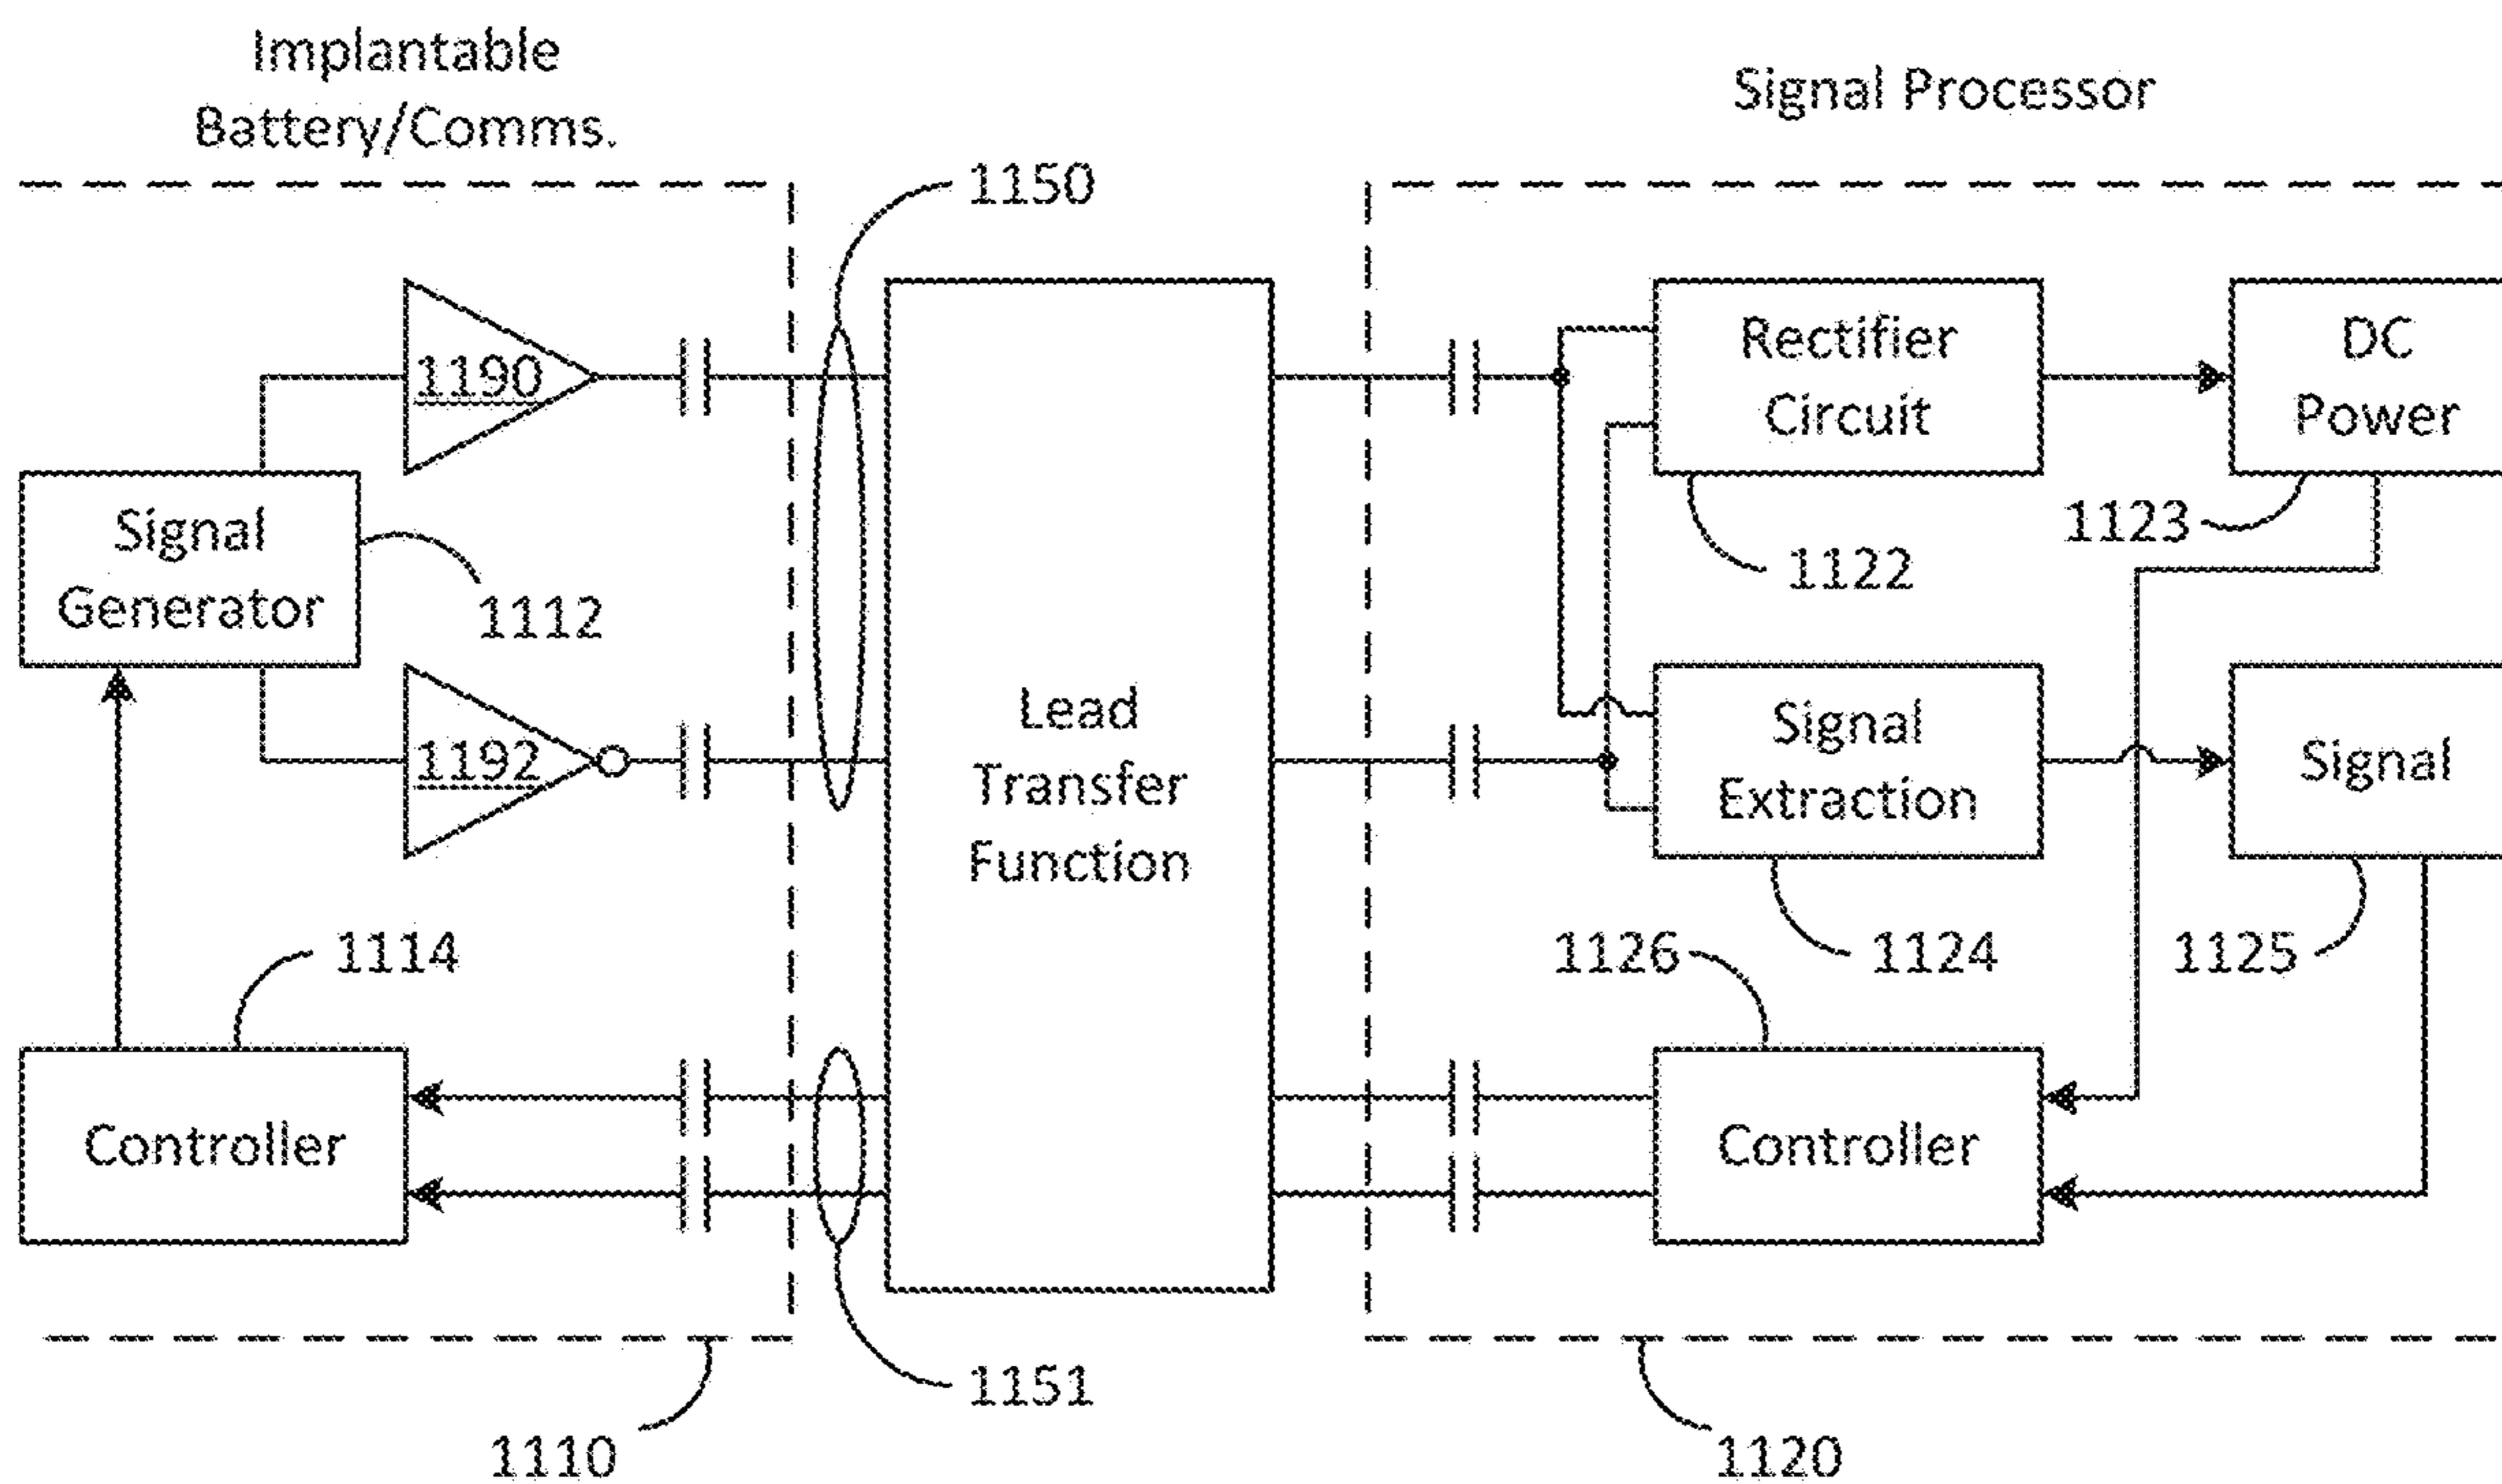 Implantable
Battery/Comms.
Signal Processor
1150
1190
Rectifier
Circuit
DC
Power
Signal
Generator
1112
1123
1122
1192
Lead
Transfer
Function
Signal
Extraction
Signal
1114
1126
1124
1125
Controller
Controller
1151
1110
1120